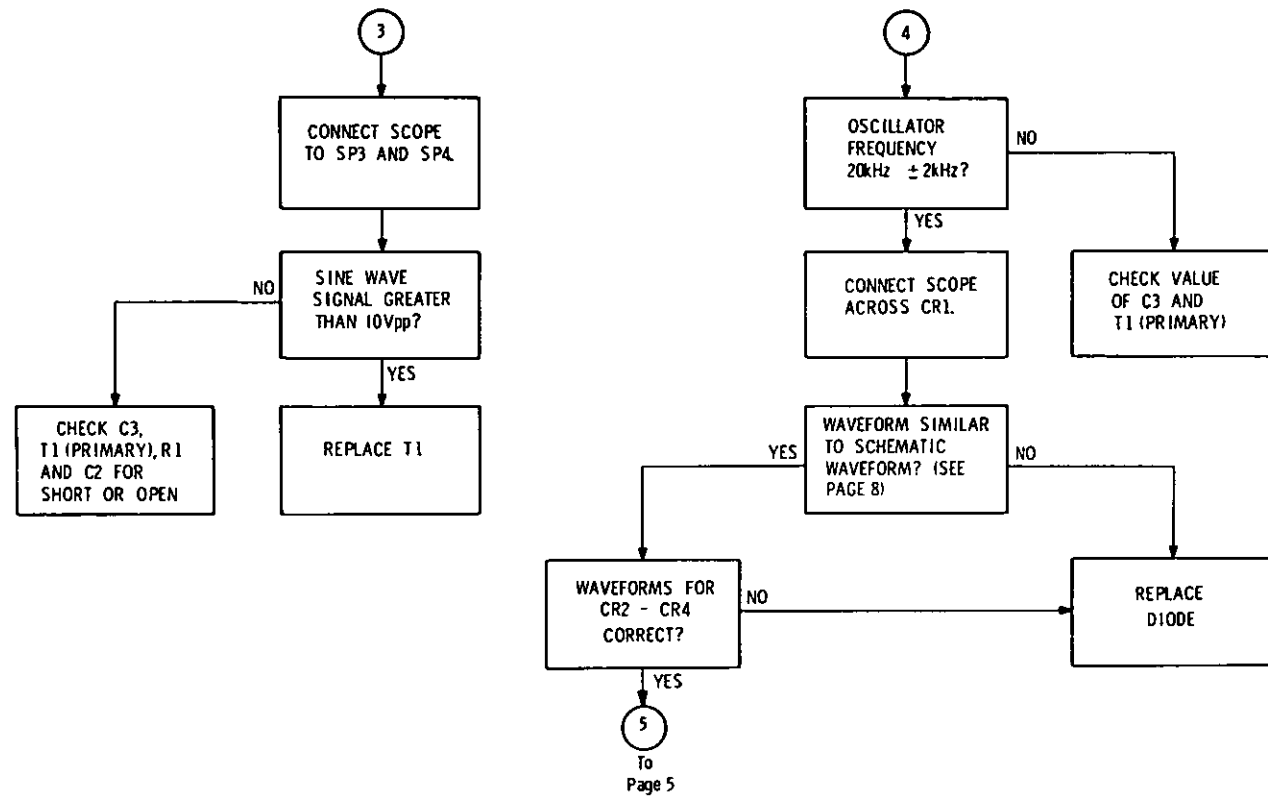 3
CONNECT SCOPE
TO SP3 AND SP4.
SINE WAVE
SIGNAL GREATER
THAN 10Vpp?
NO
YES
CHECK C3,
T1 (PRIMARY), R1
AND C2 FOR
SHORT OR OPEN
REPLACE T1
4
OSCILLATOR
FREQUENCY
20kHz ± 2kHz?
NO
YES
CONNECT SCOPE
ACROSS CR1.
CHECK VALUE
OF C3 AND
T1 (PRIMARY)
WAVEFORM SIMILAR
TO SCHEMATIC
WAVEFORM? (SEE
PAGE 8)
YES
NO
WAVEFORMS FOR
CR2 - CR4
CORRECT?
NO
REPLACE
DIODE
YES
5
To
Page 5